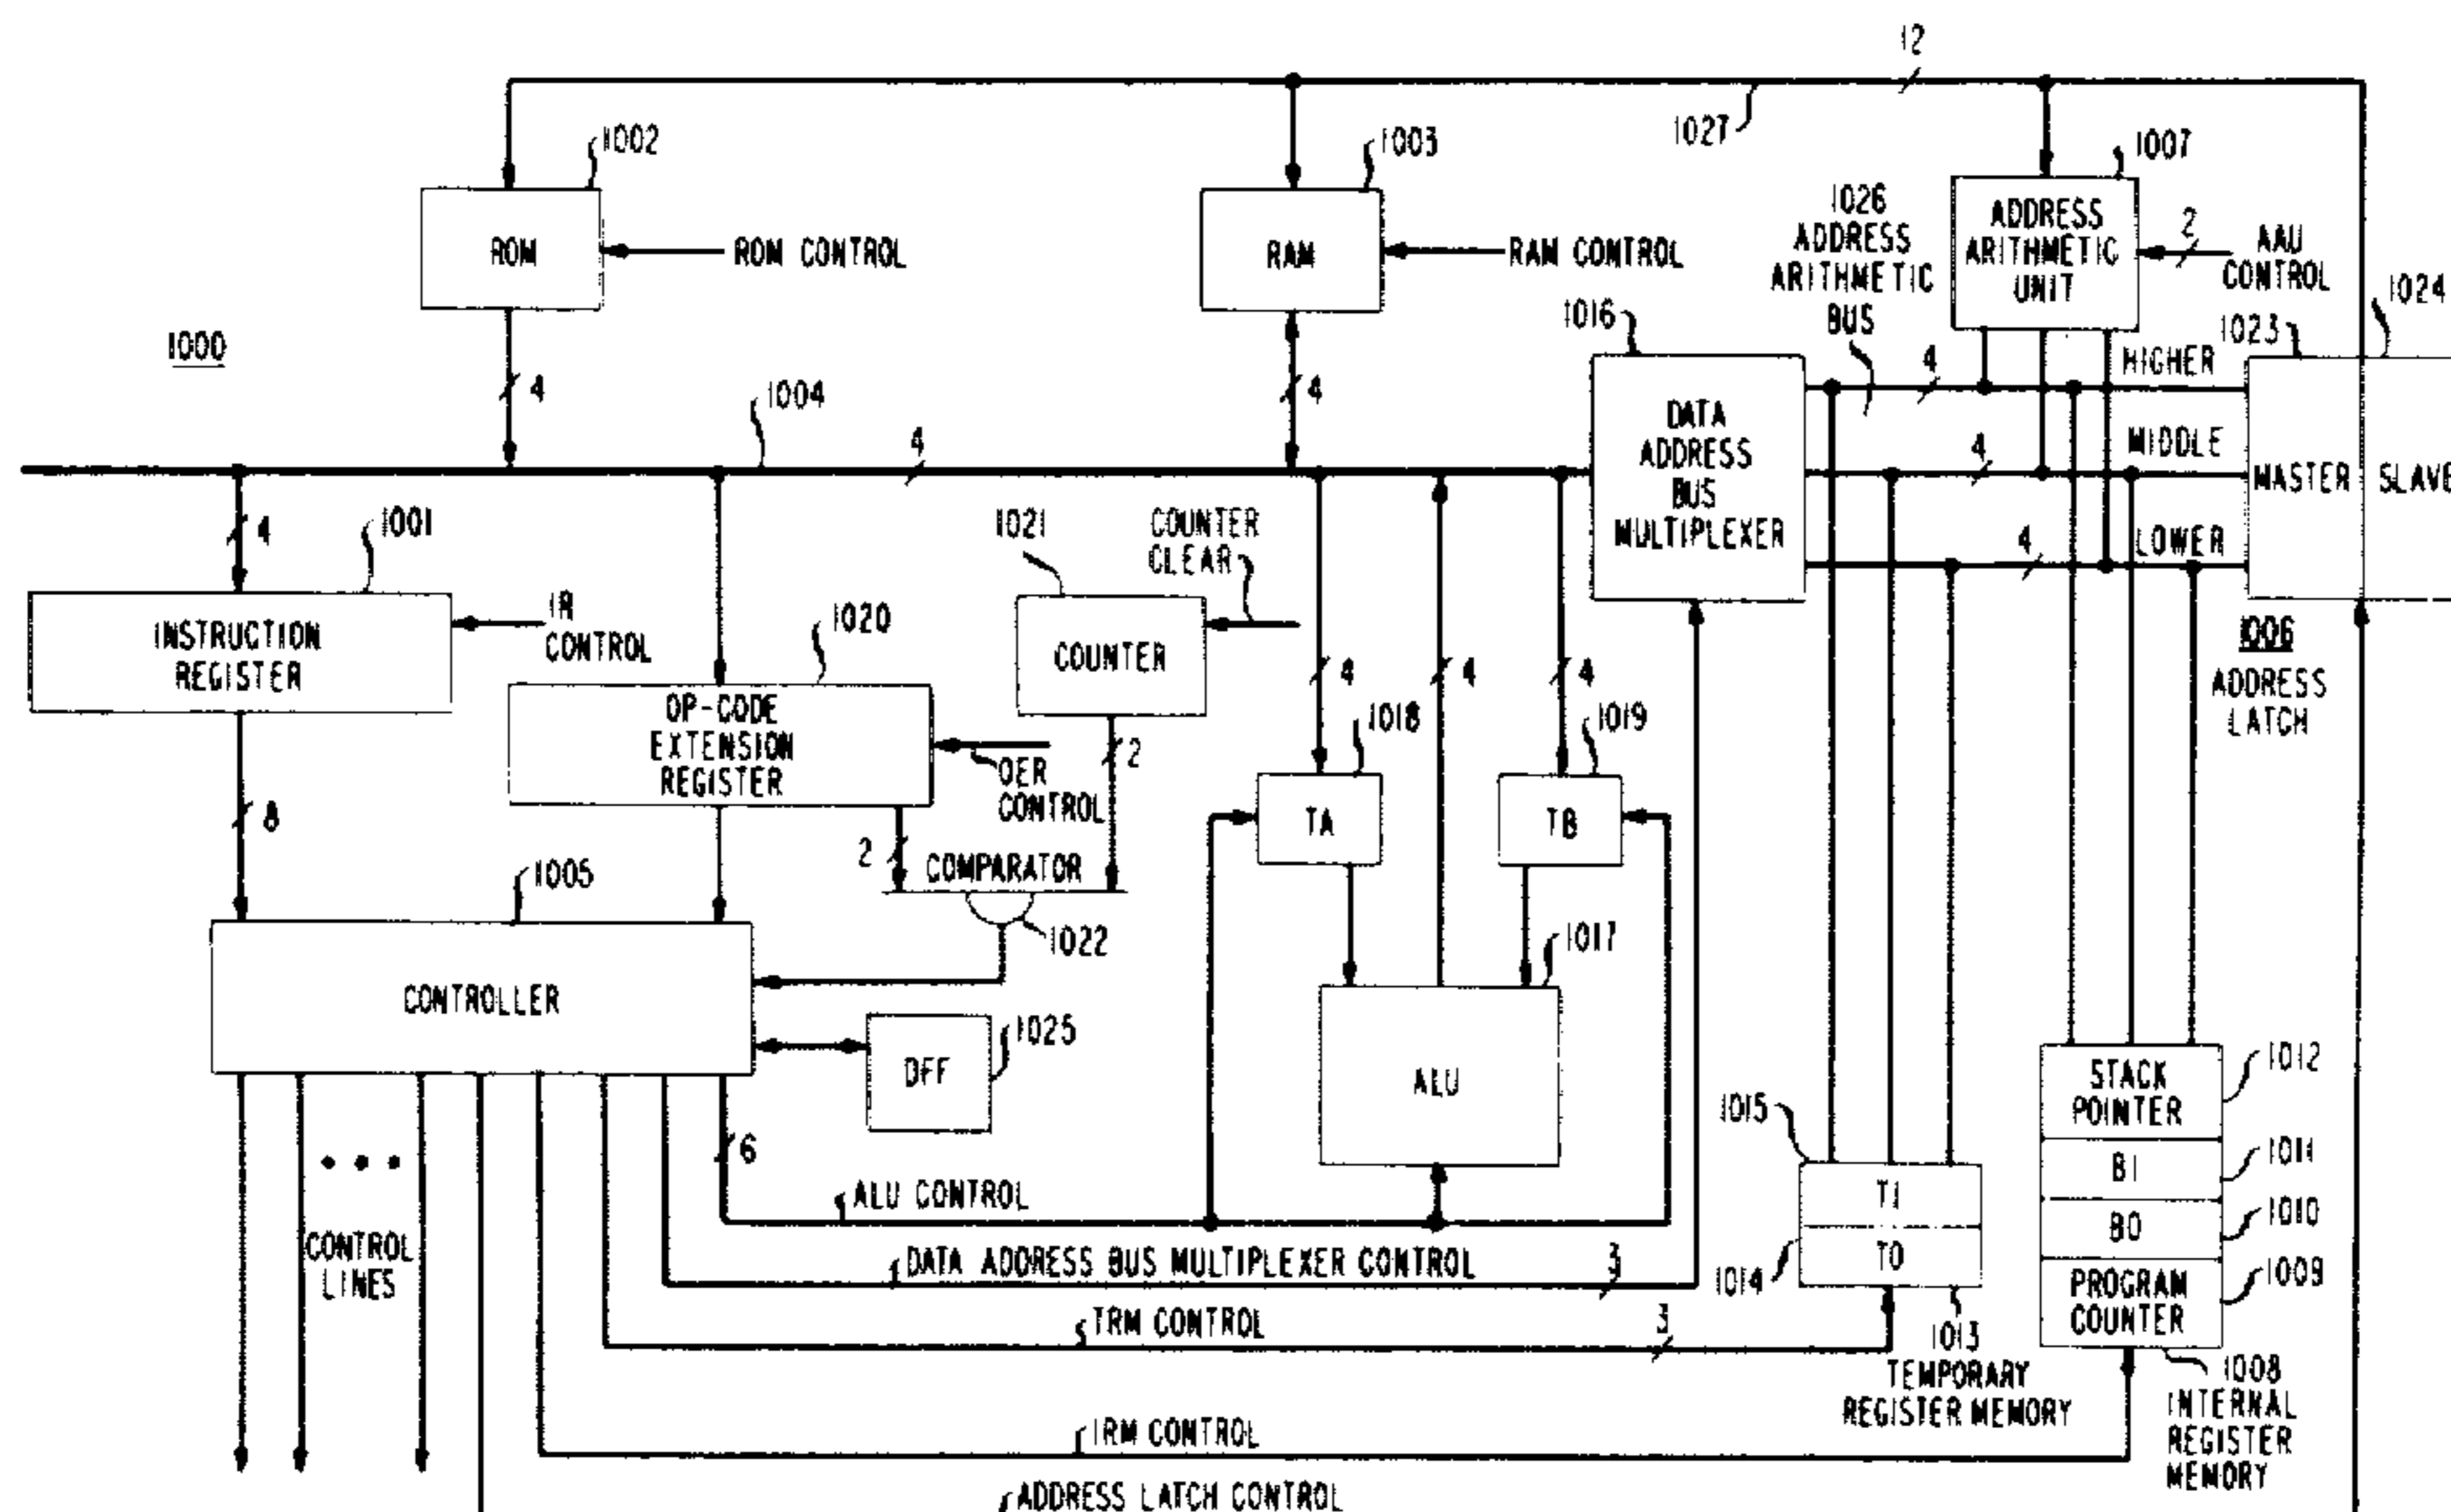 12
1027
1002
1003
1007
ROM
ROM CONTROL
RAM
RAM CONTROL
1026
ADDRESS
ARITHMETIC
BUS
ADDRESS
ARITHMETIC
UNIT
2
AAU
CONTROL
1000
1016
1023
1024
4
4
4
HIGHER
1004
4
DATA
ADDRESS
BUS
MULTIPLEXER
4
MIDDLE
MASTER
SLAVE
4
LOWER
4
1001
1021
COUNTER
CLEAR
INSTRUCTION
REGISTER
IR
CONTROL
1020
COUNTER
1006
ADDRESS
LATCH
OP-CODE
EXTENSION
REGISTER
OER
CONTROL
2
4
4
4
1018
1019
8
2
COMPARATOR
TA
TB
1005
1022
1017
CONTROLLER
DFF
1025
ALU
STACK
POINTER
1012
1015
B1
1011
6
T1
B0
1010
ALU CONTROL
T0
1014
PROGRAM
COUNTER
1009
CONTROL
LINES
DATA ADDRESS BUS MULTIPLEXER CONTROL
3
TRM CONTROL
3
1013
TEMPORARY
REGISTER MEMORY
1008
INTERNAL
REGISTER
MEMORY
IRM CONTROL
ADDRESS LATCH CONTROL